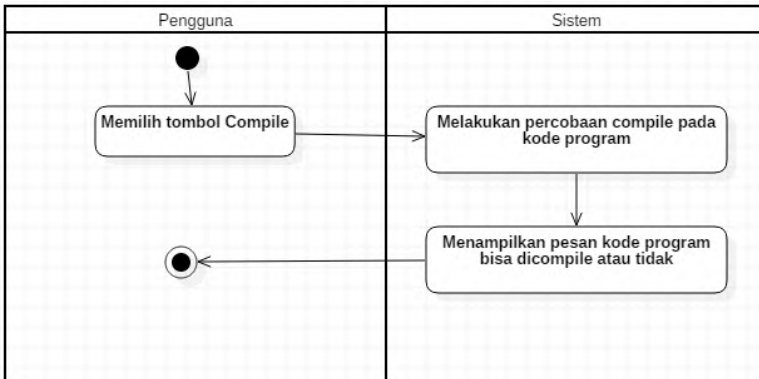 Pengguna
Sistem
Memilih tombol Compile
Melakukan percobaan compile pada
kode program
Menampilkan pesan kode program
bisa dicompile atau tidak